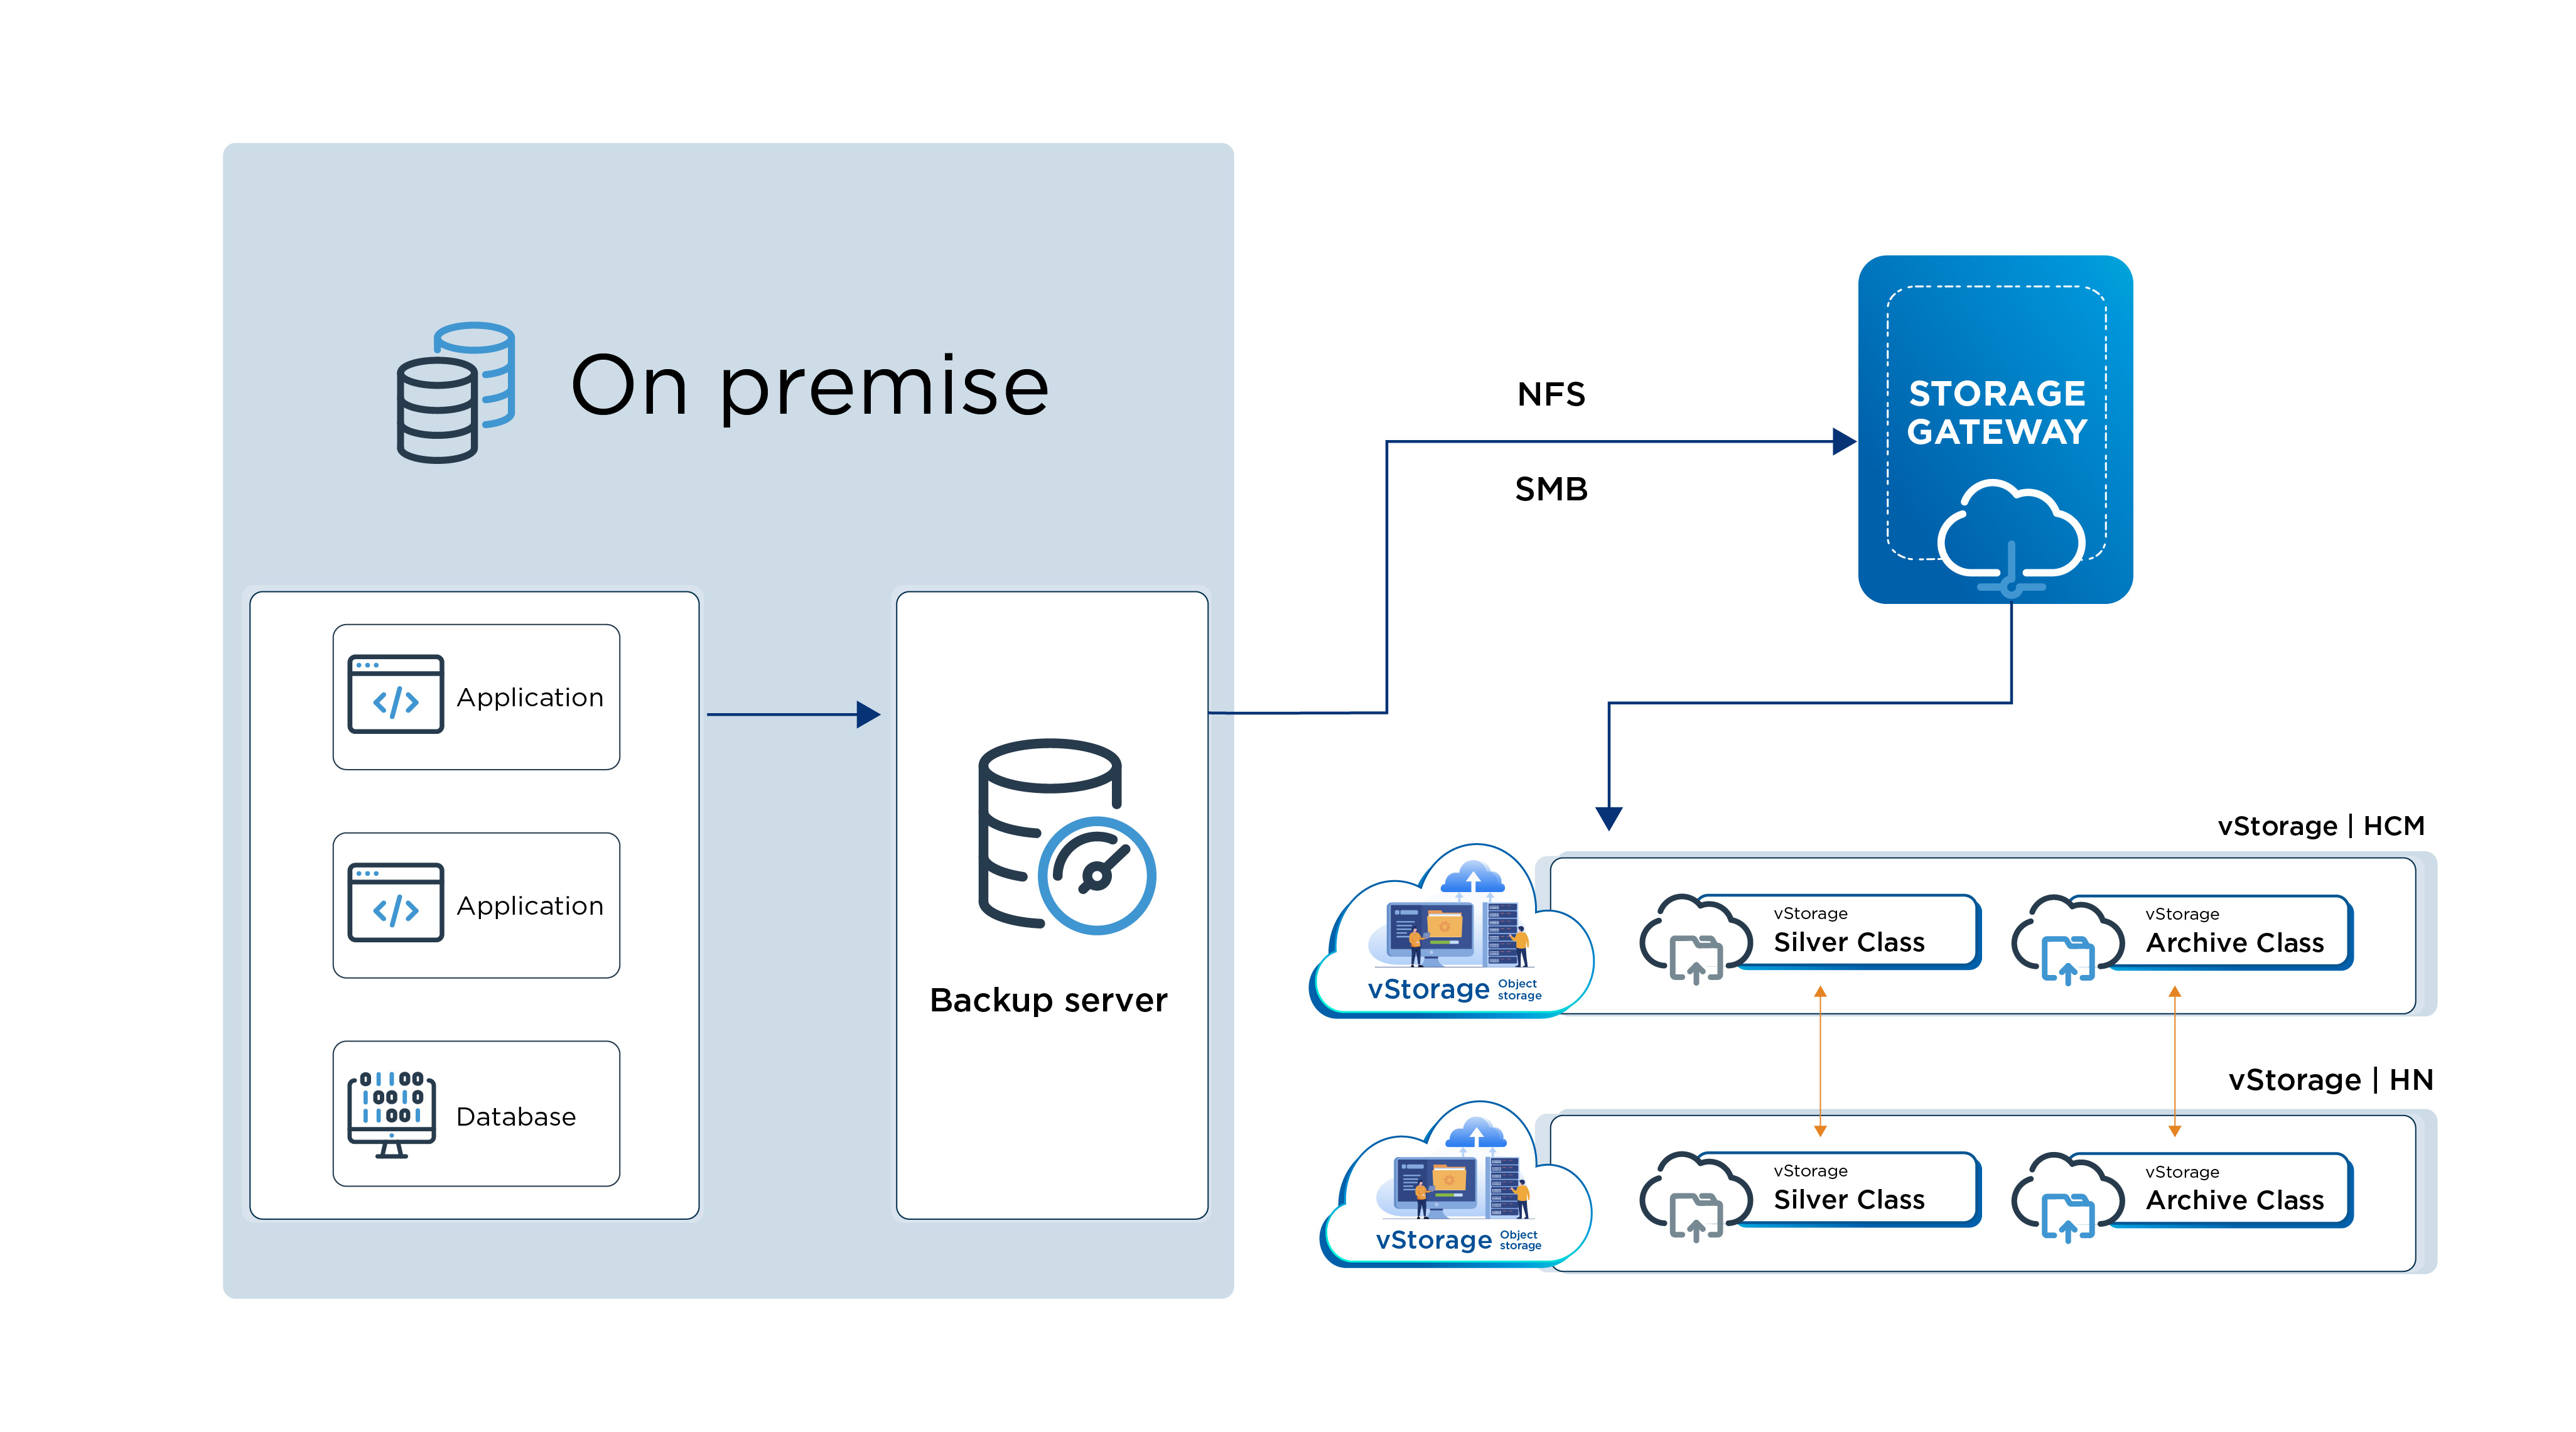 On premise
Application
Application
Database
Backup server
NFS
SMB
STORAGE
GATEWAY
vStorage | HCM
vStorage Object
storage
vStorage
Silver Class
vStorage
Archive Class
vStorage | HN
vStorage Object
storage
vStorage
Silver Class
vStorage
Archive Class